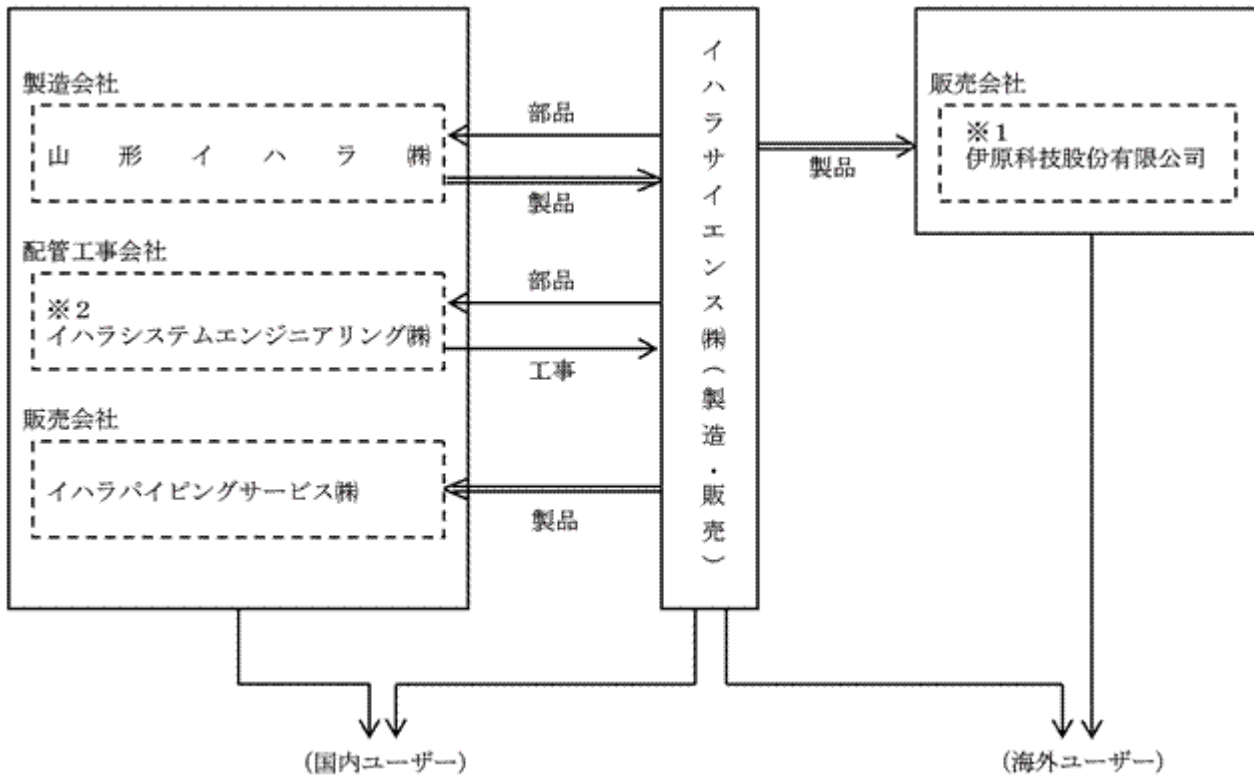 製造会社
山形イハラ㈱
配管工事会社
※2
イハラシステムエンジニアリング㈱
販売会社
イハラパイピングサービス㈱
部品
製品
部品
工事
製品
イハラサイエンス㈱(製造・販売)
製品
販売会社
※1
伊原科技股份有限公司
(国内ユーザー)
(海外ユーザー)